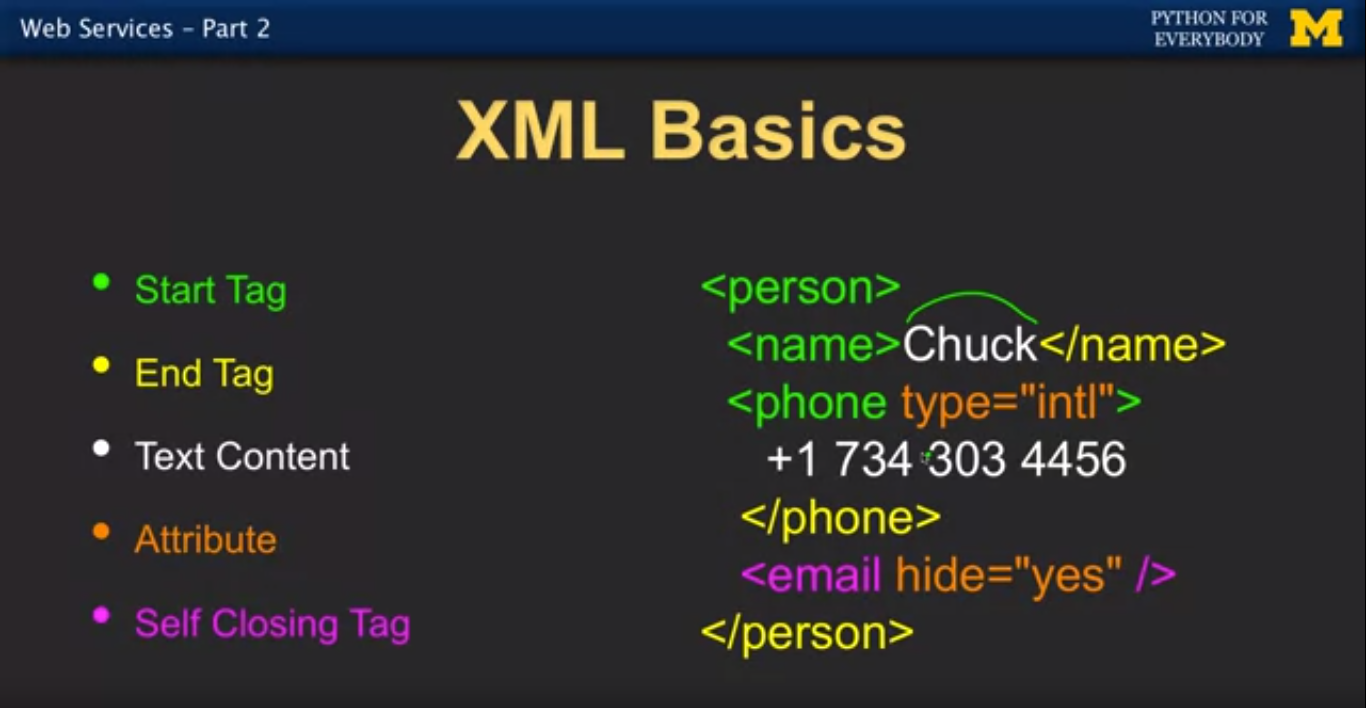 Web Services – Part 2
PYTHON FOR
EVERYBODY
M
XML Basics
• Start Tag
• End Tag
• Text Content
• Attribute
• Self Closing Tag
<person>
<name>Chuck</name>
<phone type="intl">
+1 734 303 4456
</phone>
<email hide="yes" />
</person>